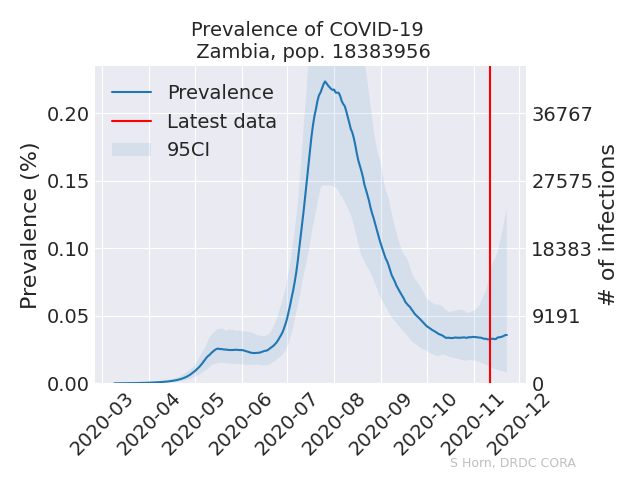 Prevalence of COVID-19
Zambia, pop. 18383956
Prevalence
Latest data
95CI
Prevalence (%)
0.20
0.15
0.10
0.05
0.00
36767
27575
18383
9191
0
# of infections
2020-03
2020-04
2020-05
2020-06
2020-07
2020-08
2020-09
2020-10
2020-11
2020-12
S Horn, DRDC CORA